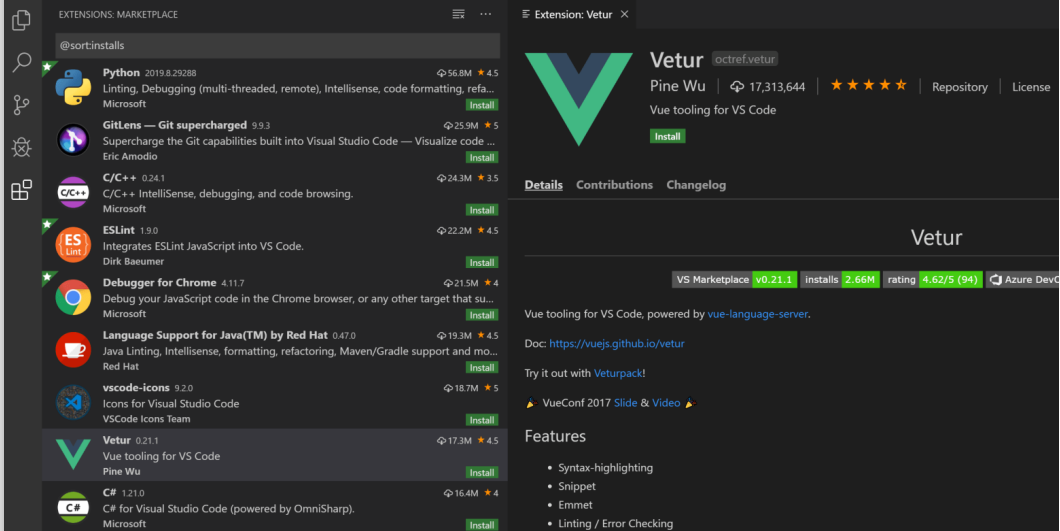 EXTENSIONS: MARKETPLACE
@sort:installs
Python 2019.8.29288 56.8M ★ 4.5
Linting, Debugging (multi-threaded, remote), Intellisense, code formatting, refa...
Microsoft Install
GitLens — Git supercharged 9.9.3 25.9M ★ 5
Supercharge the Git capabilities built into Visual Studio Code — Visualize code ...
Eric Amodio Install
C/C++
C/C++ 0.24.1 24.3M ★ 3.5
C/C++ IntelliSense, debugging, and code browsing.
Microsoft Install
ES
Lint
ESLint 1.9.0 22.2M ★ 4.5
Integrates ESLint JavaScript into VS Code.
Dirk Baeumer Install
Debugger for Chrome 4.11.7 21.5M ★ 4
Debug your JavaScript code in the Chrome browser, or any other target that su...
Microsoft Install
Language Support for Java(TM) by Red Hat 0.47.0 19.3M ★ 4.5
Java Linting, Intellisense, formatting, refactoring, Maven/Gradle support and mo...
Red Hat Install
vscode-icons 9.2.0 18.7M ★ 5
Icons for Visual Studio Code
VSCode Icons Team Install
Vetur 0.21.1 17.3M ★ 4.5
Vue tooling for VS Code
Pine Wu Install
C#
C# 1.21.0 16.4M ★ 4
C# for Visual Studio Code (powered by OmniSharp).
Microsoft Install
Extension: Vetur
Vetur octref.vetur
Pine Wu | 17,313,644 | | Repository | License
Vue tooling for VS Code
Install
Details Contributions Changelog
Vetur
VS Marketplace v0.21.1 installs 2.66M rating 4.62/5 (94) Azure DevO
Vue tooling for VS Code, powered by vue-language-server.
Doc: https://vuejs.github.io/vetur
Try it out with Veturpack!
🎉 VueConf 2017 Slide & Video 🎉
Features
• Syntax-highlighting
• Snippet
• Emmet
• Linting / Error Checking